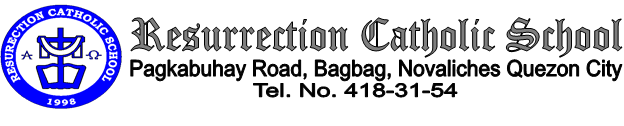 RESURRECTION CATHOLIC SCHOOL
Α Ω
1998
Resurrection Catholic School
Pagkabuhay Road, Bagbag, Novaliches Quezon City
Tel. No. 418-31-54